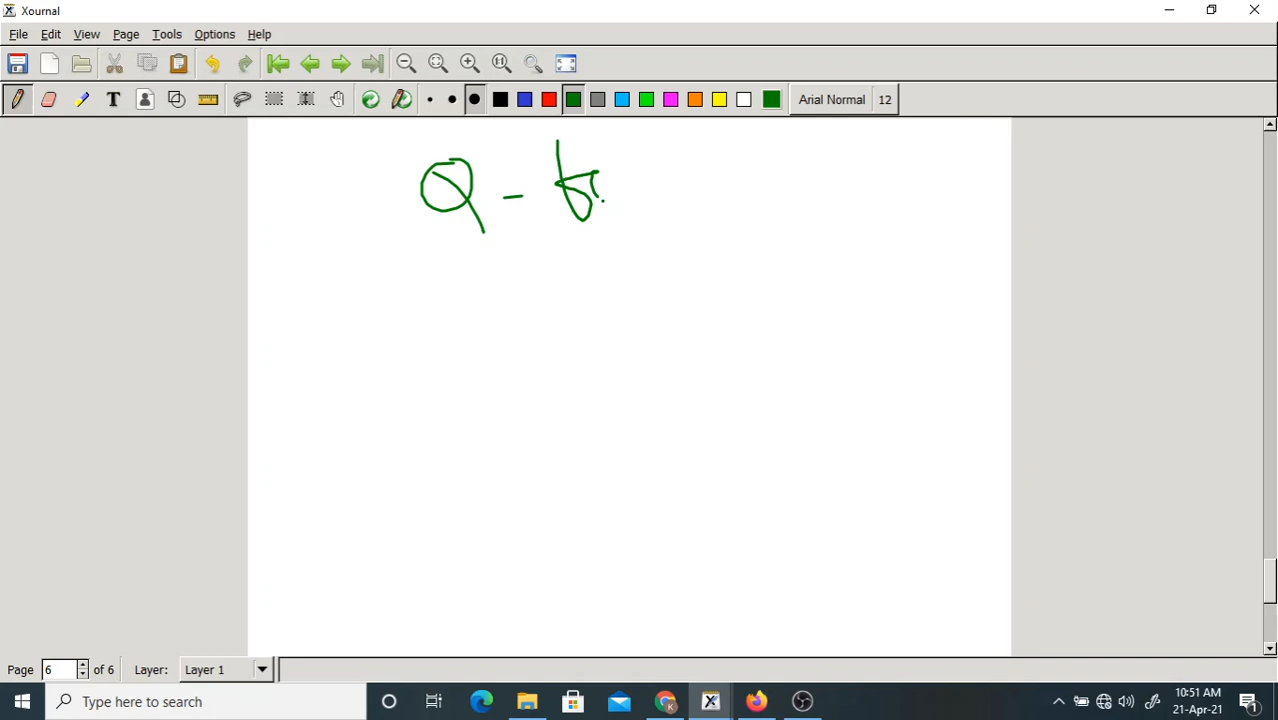 Xournal
File Edit View Page Tools Options Help
Arial Normal 12
Q -
Page 6 of 6 Layer: Layer 1
Type here to search
10:51 AM
21-Apr-21